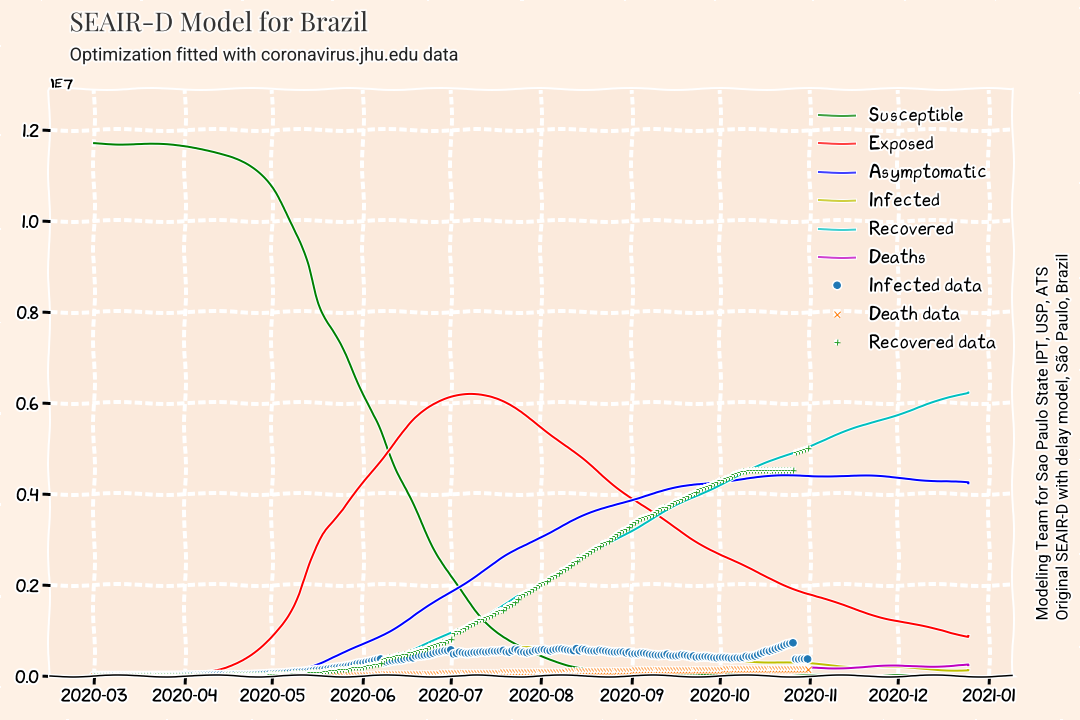 SEAIR-D Model for Brazil
Optimization fitted with coronavirus.jhu.edu data
1E7
1.2
1.0
0.8
0.6
0.4
0.2
0.0
2020-03 2020-04 2020-05 2020-06 2020-07 2020-08 2020-09 2020-10 2020-11 2020-12 2021-01
Susceptible
Exposed
Asymptomatic
Infected
Recovered
Deaths
Infected data
Death data
Recovered data
Modeling Team for Sao Paulo State IPT, USP, ATS
Original SEAIR-D with delay model, São Paulo, Brazil